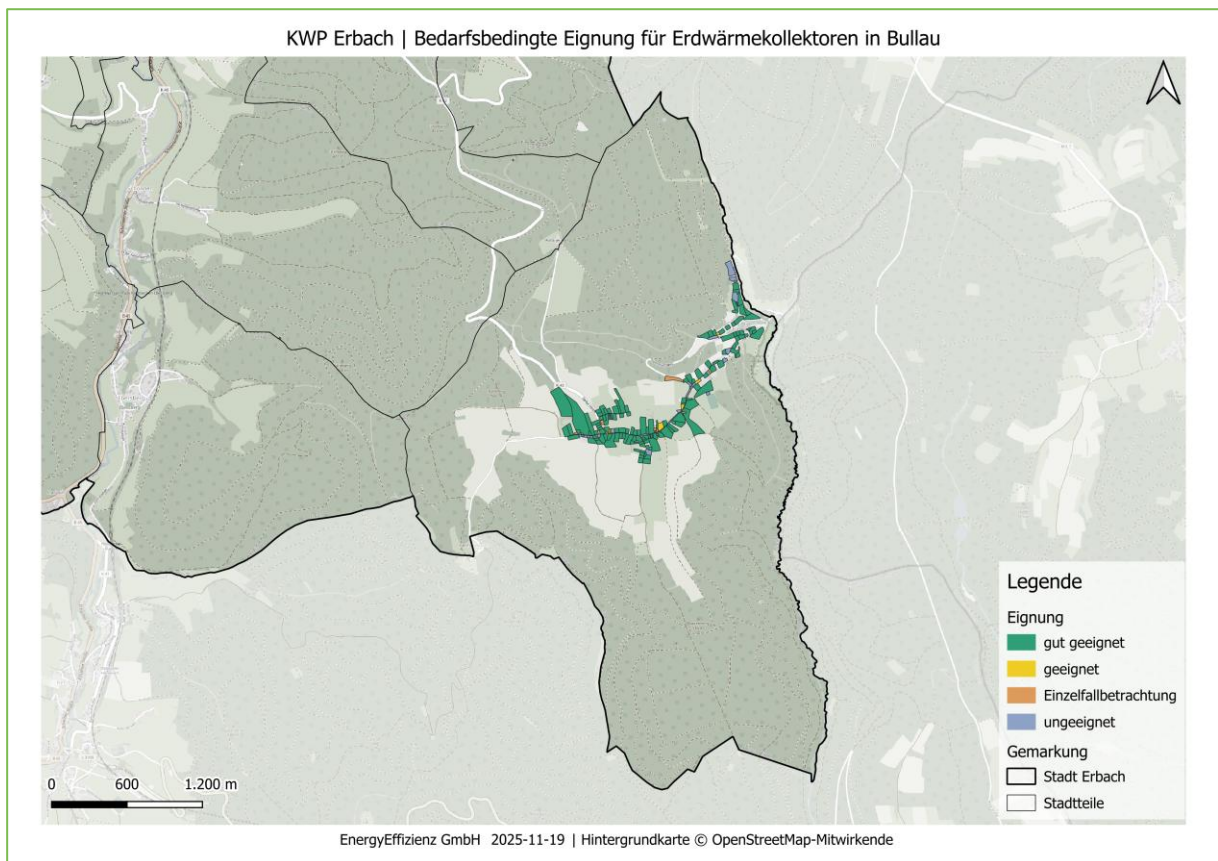 KWP Erbach | Bedarfsbedingte Eignung für Erdwärmekollektoren in Bullau
Legende
Eignung
gut geeignet
geeignet
Einzelfallbetrachtung
ungeeignet
Gemarkung
Stadt Erbach
Stadtteile
0 600 1.200 m
EnergyEffizienz GmbH 2025-11-19 | Hintergrundkarte © OpenStreetMap-Mitwirkende